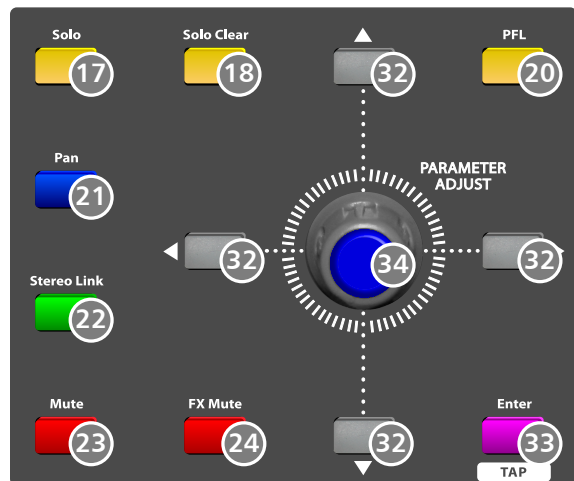 Solo
Solo Clear
PFL
17
18
32
20
Pan
PARAMETER
ADJUST
21
32
34
32
Stereo Link
22
Mute
FX Mute
Enter
23
24
32
33
TAP